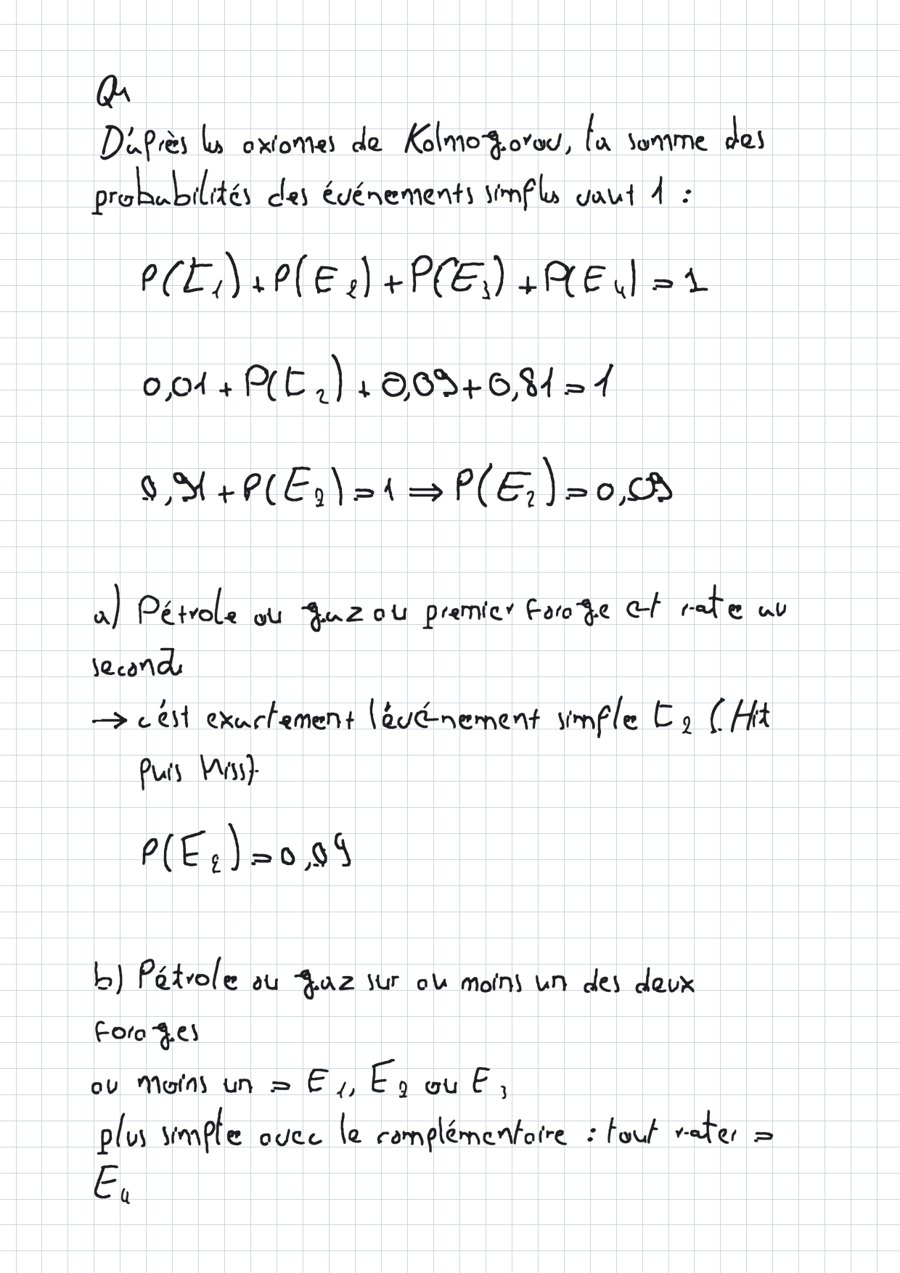 Q1
D'après les axiomes de Kolmogorov, la somme des
probabilités des événements simples vaut 1 :
P(E₁) + P(E₂) + P(E₃) + P(E₄) = 1
0,01 + P(E₂) + 0,09 + 0,81 = 1
0,91 + P(E₂) = 1 ⇒ P(E₂) = 0,09
a) Pétrole ou gaz au premier forage et rate au
second
→ c'est exactement l'événement simple E₂ (Hit
puis Miss).
P(E₂) = 0,09
b) Pétrole ou gaz sur au moins un des deux
forages
au moins un = E₁, E₂ ou E₃
plus simple avec le complémentaire : tout rater =
E₄